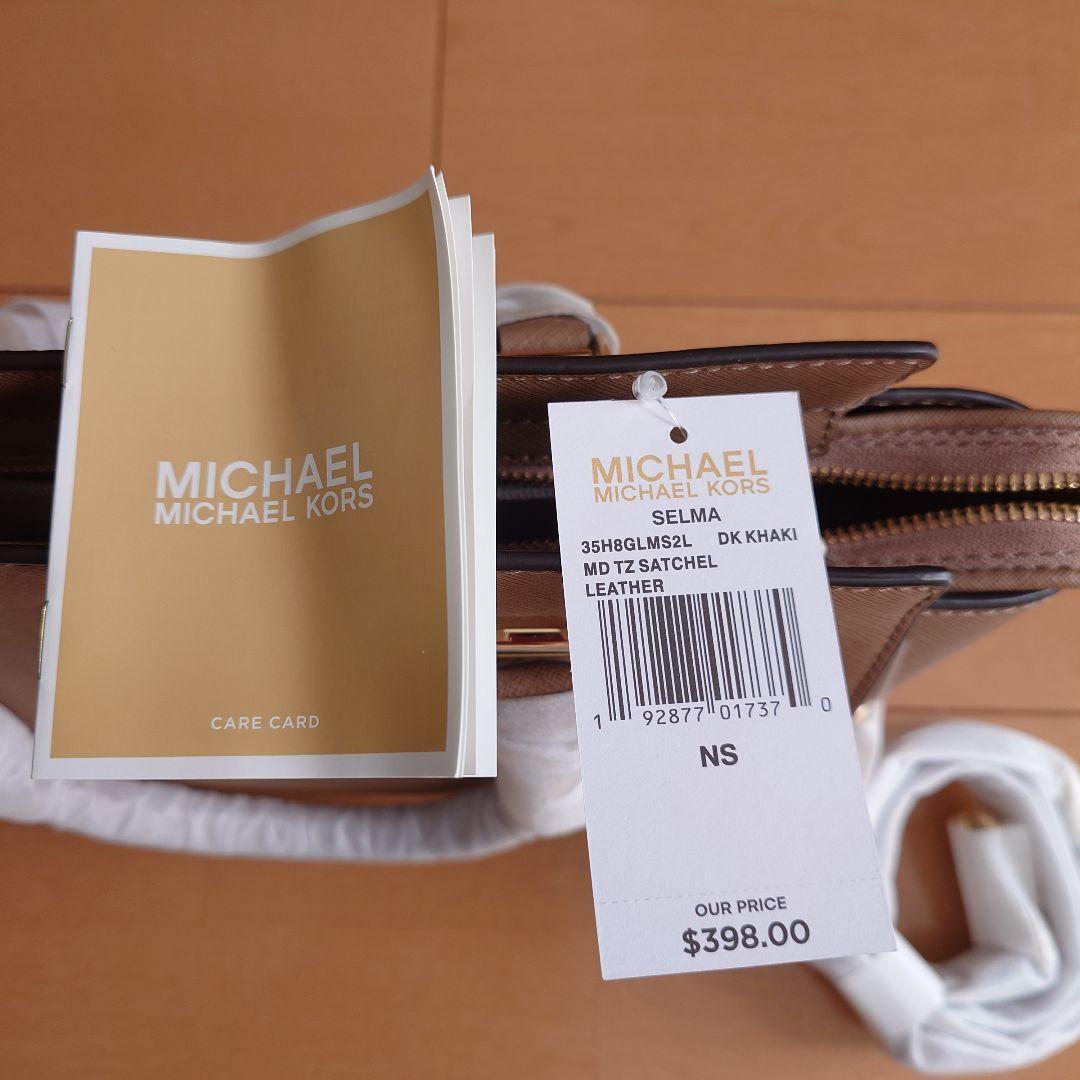 MICHAEL
MICHAEL KORS
CARE CARD
MICHAEL
MICHAEL KORS
SELMA
35H8GLMS2L DK KHAKI
MD TZ SATCHEL
LEATHER
1 92877 01737 0
NS
OUR PRICE
$398.00